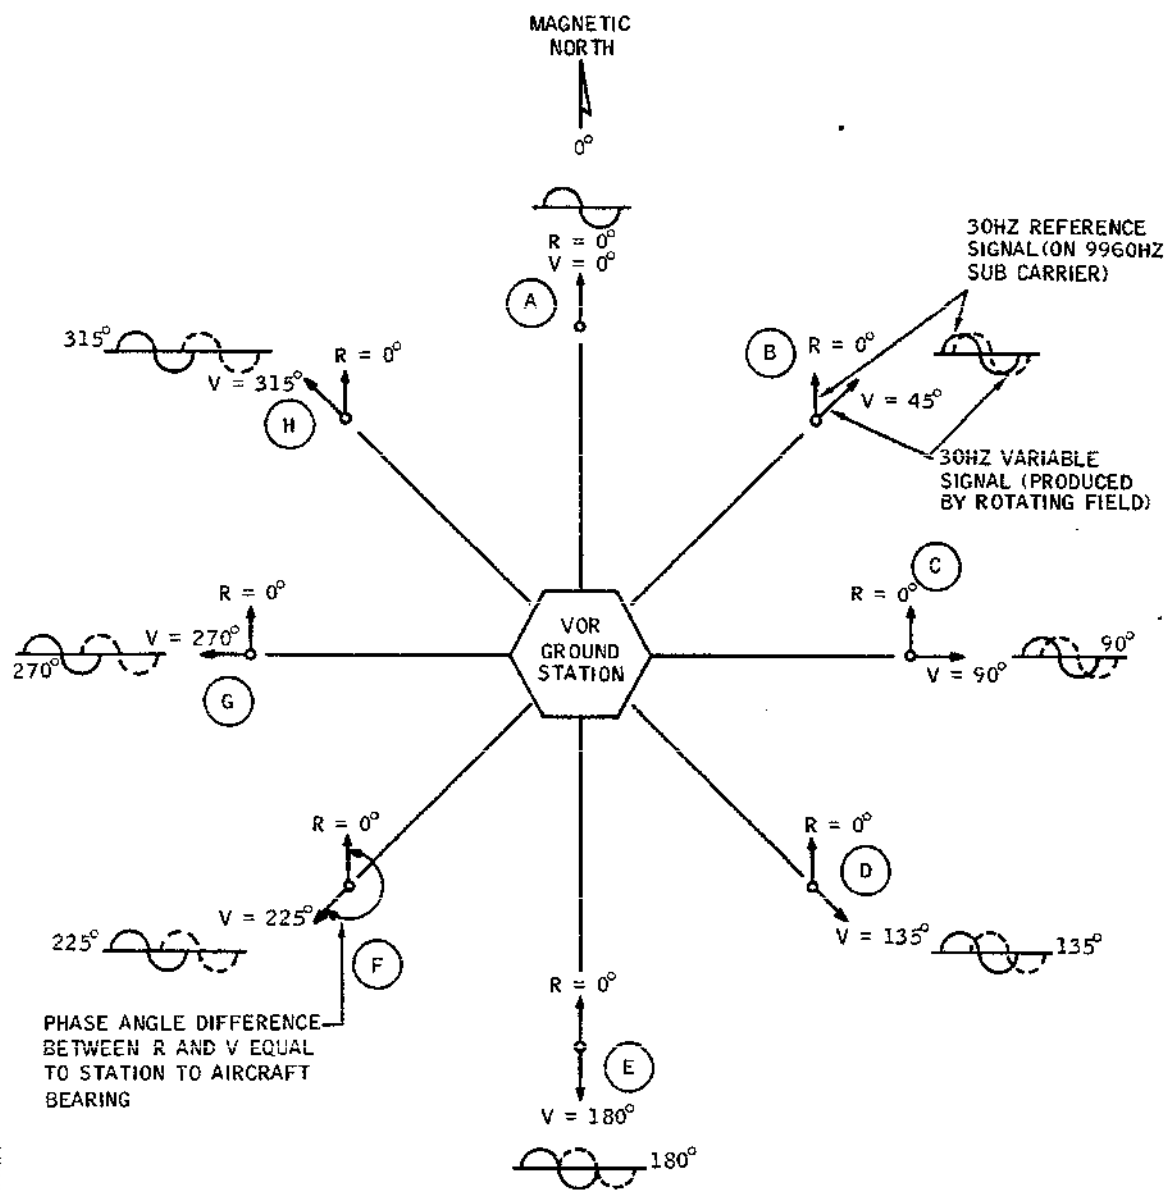 MAGNETIC
NORTH
0°
R = 0°
V = 0°
A
30HZ REFERENCE
SIGNAL (ON 9960HZ
SUB CARRIER)
315°
R = 0°
V = 315°
H
B
R = 0°
V = 45°
30HZ VARIABLE
SIGNAL (PRODUCED
BY ROTATING FIELD)
C
R = 0°
V = 90°
90°
R = 0°
V = 270°
270°
G
VOR
GROUND
STATION
R = 0°
V = 225°
225°
F
R = 0°
D
V = 135°
135°
PHASE ANGLE DIFFERENCE
BETWEEN R AND V EQUAL
TO STATION TO AIRCRAFT
BEARING
R = 0°
E
V = 180°
180°